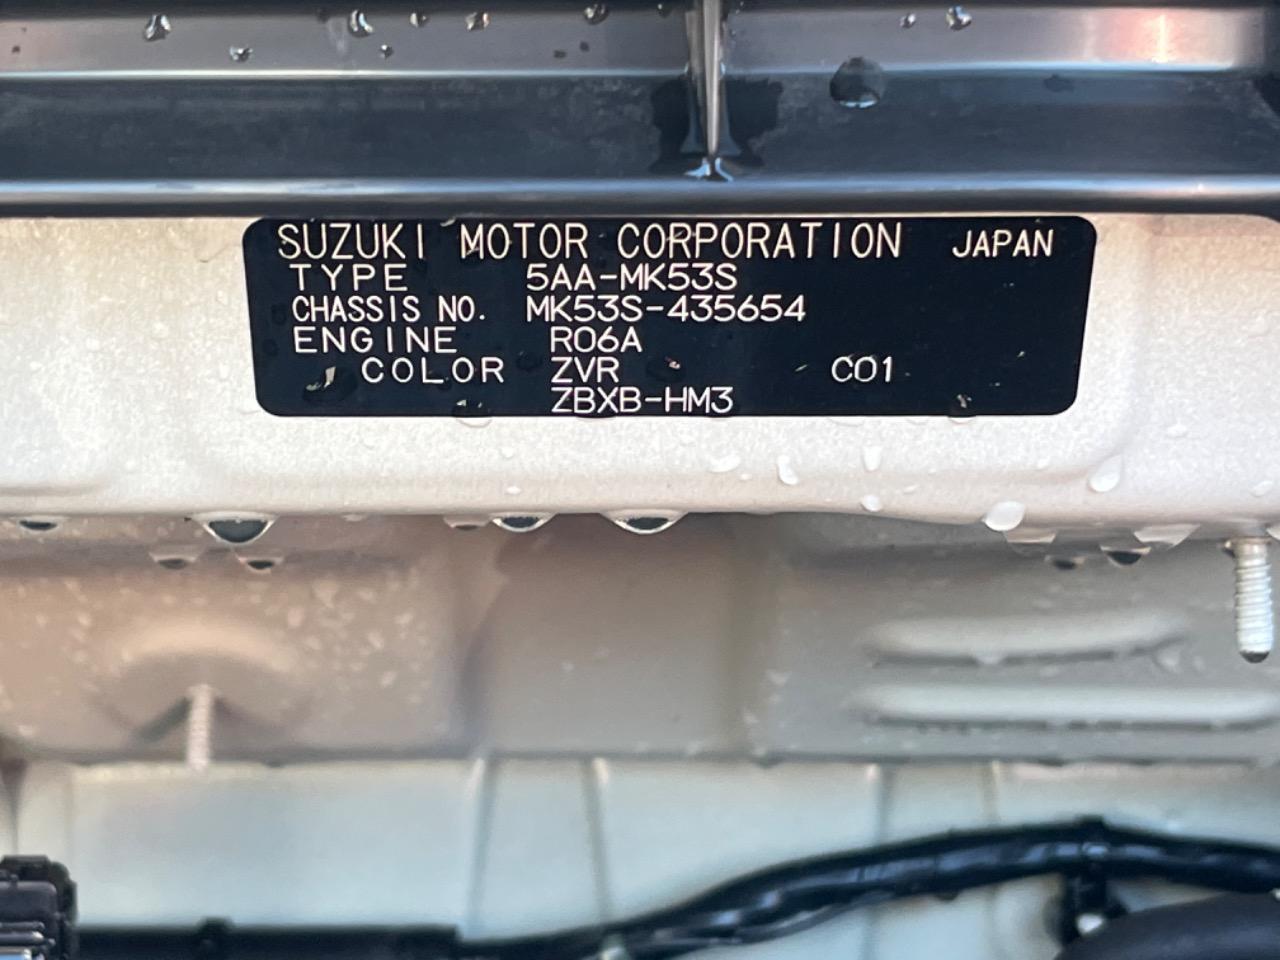 SUZUKI MOTOR CORPORATION JAPAN
TYPE 5AA-MK53S
CHASSIS NO. MK53S-435654
ENGINE R06A
COLOR ZVR C01
ZBXB-HM3